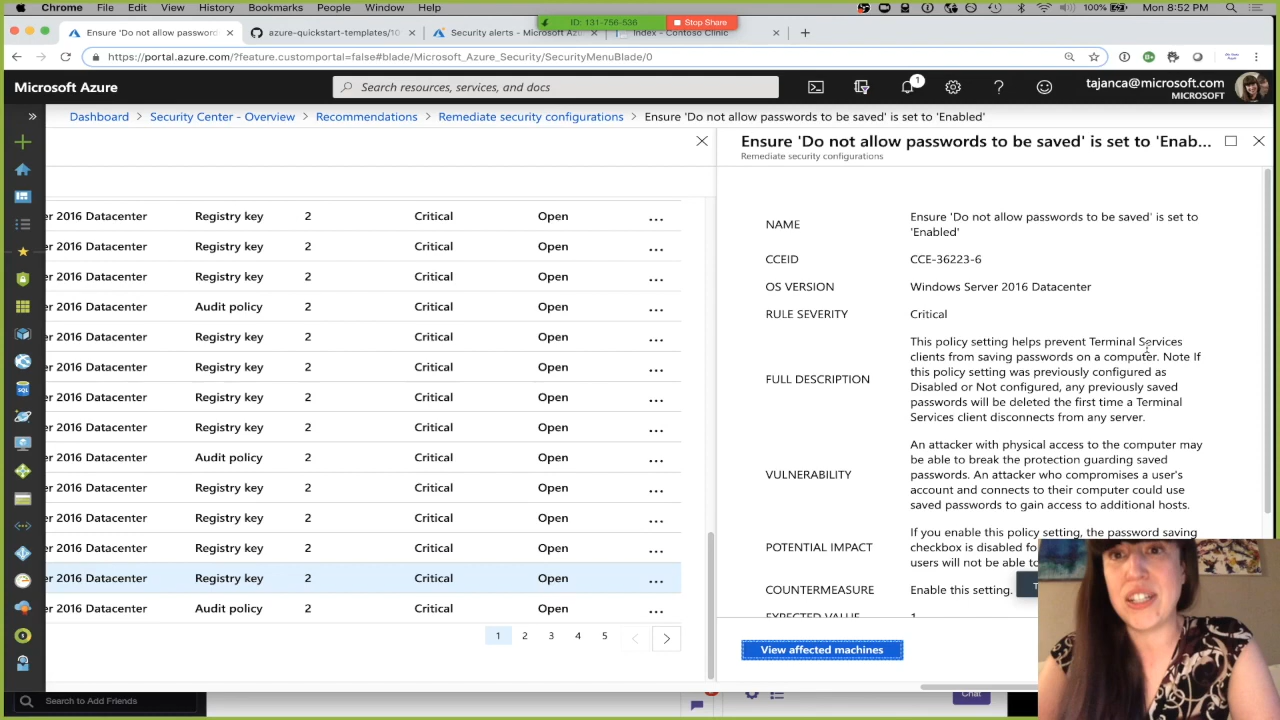 Chrome File Edit View History Bookmarks People Window Help 100% Mon 8:52 PM
ID: 131-756-536 Stop Share
Ensure 'Do not allow password azure-quickstart-templates/10 Security alerts - Microsoft Az Index - Contoso Clinic
https://portal.azure.com/?feature.customportal=false#blade/Microsoft_Azure_Security/SecurityMenuBlade/0
Microsoft Azure
Search resources, services, and docs
1
tajanca@microsoft.com
MICROSOFT
Dashboard > Security Center - Overview > Recommendations > Remediate security configurations > Ensure 'Do not allow passwords to be saved' is set to 'Enabled'
er 2016 Datacenter Registry key 2 Critical Open ...
er 2016 Datacenter Registry key 2 Critical Open ...
er 2016 Datacenter Registry key 2 Critical Open ...
er 2016 Datacenter Audit policy 2 Critical Open ...
er 2016 Datacenter Registry key 2 Critical Open ...
er 2016 Datacenter Registry key 2 Critical Open ...
er 2016 Datacenter Registry key 2 Critical Open ...
er 2016 Datacenter Registry key 2 Critical Open ...
er 2016 Datacenter Audit policy 2 Critical Open ...
er 2016 Datacenter Registry key 2 Critical Open ...
er 2016 Datacenter Registry key 2 Critical Open ...
er 2016 Datacenter Registry key 2 Critical Open ...
er 2016 Datacenter Registry key 2 Critical Open ...
er 2016 Datacenter Audit policy 2 Critical Open ...
1 2 3 4 5
Ensure 'Do not allow passwords to be saved' is set to 'Enab...
Remediate security configurations
NAME
Ensure 'Do not allow passwords to be saved' is set to
'Enabled'
CCEID CCE-36223-6
OS VERSION Windows Server 2016 Datacenter
RULE SEVERITY Critical
FULL DESCRIPTION
This policy setting helps prevent Terminal Services
clients from saving passwords on a computer. Note If
this policy setting was previously configured as
Disabled or Not configured, any previously saved
passwords will be deleted the first time a Terminal
Services client disconnects from any server.
VULNERABILITY
An attacker with physical access to the computer may
be able to break the protection guarding saved
passwords. An attacker who compromises a user's
account and connects to their computer could use
saved passwords to gain access to additional hosts.
POTENTIAL IMPACT
If you enable this policy setting, the password saving
checkbox is disabled fo
users will not be able to
COUNTERMEASURE Enable this setting.
EXPECTED VALUE 1
View affected machines
Search to Add Friends
Chat